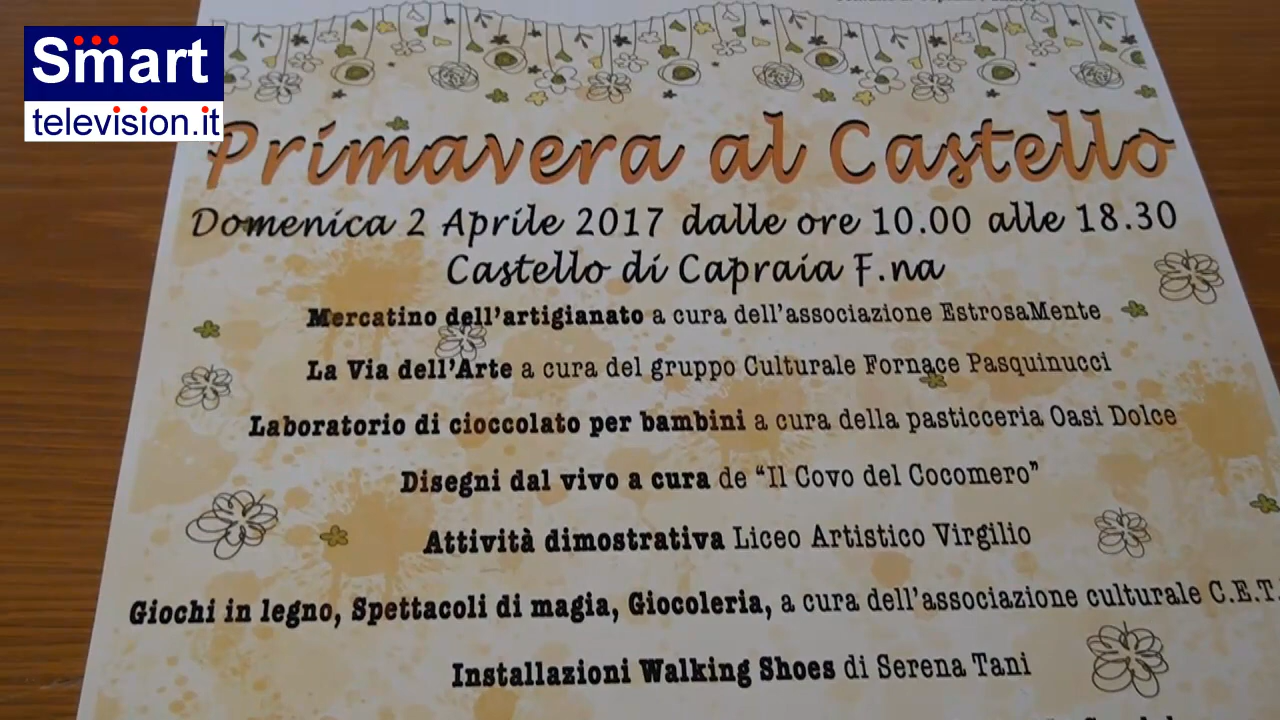 Smart
television.it
Primavera al Castello
Domenica 2 Aprile 2017 dalle ore 10.00 alle 18.30
Castello di Capraia F.na
Mercatino dell'artigianato a cura dell'associazione EstrosaMente
La Via dell'Arte a cura del gruppo Culturale Fornace Pasquinucci
Laboratorio di cioccolato per bambini a cura della pasticceria Oasi Dolce
Disegni dal vivo a cura de “Il Covo del Cocomero”
Attività dimostrativa Liceo Artistico Virgilio
Giochi in legno, Spettacoli di magia, Giocoleria, a cura dell'associazione culturale C.E.T.
Installazioni Walking Shoes di Serena Tani